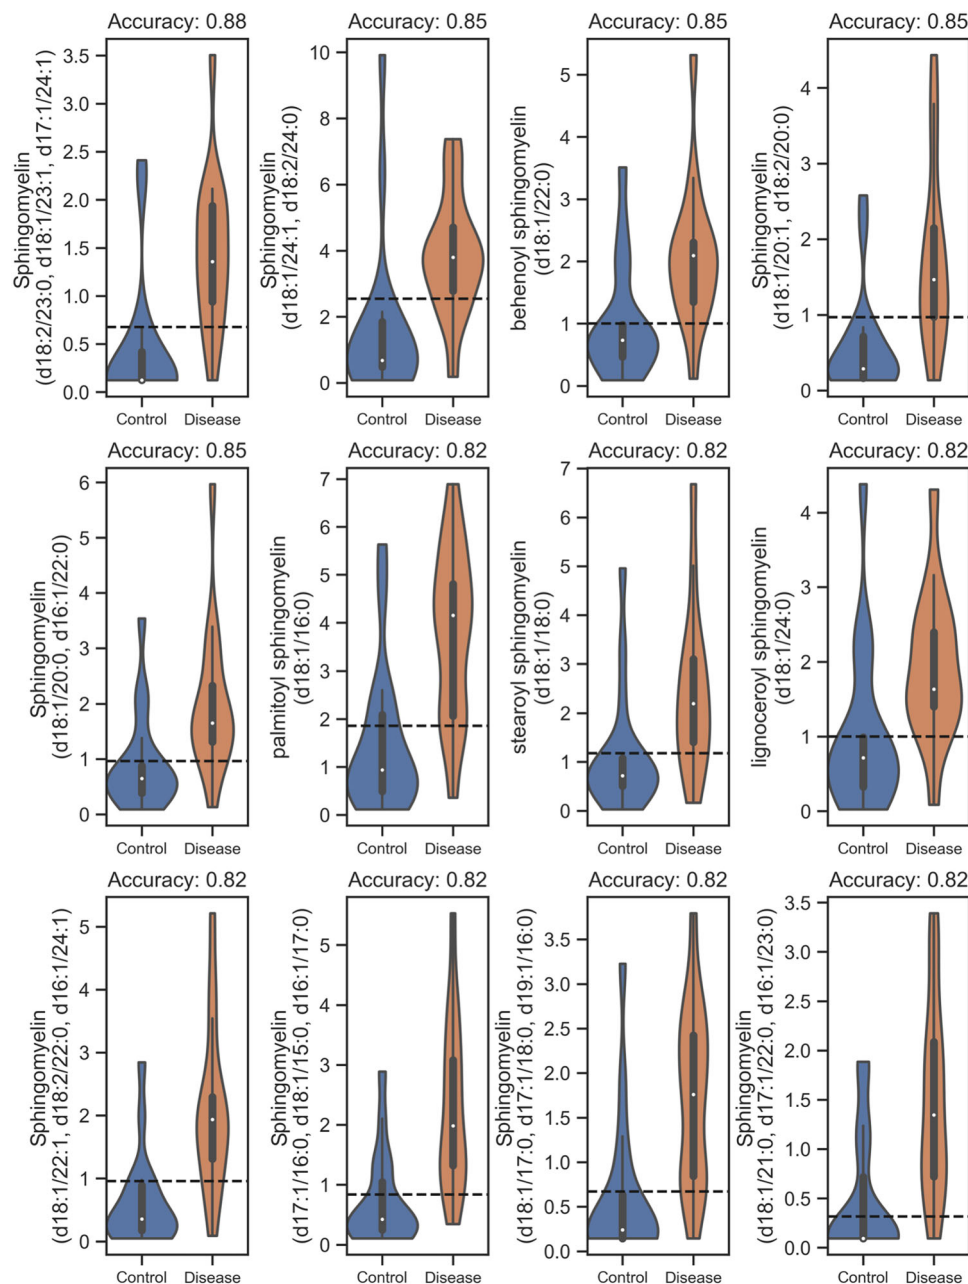 Accuracy: 0.88
Sphingomyelin
(d18:2/23:0, d18:1/23:1, d17:1/24:1)
3.5
3.0
2.5
2.0
1.5
1.0
0.5
0.0
Control Disease
Accuracy: 0.85
Sphingomyelin
(d18:1/24:1, d18:2/24:0)
10
8
6
4
2
0
Control Disease
Accuracy: 0.85
behenoyl sphingomyelin
(d18:1/22:0)
5
4
3
2
1
0
Control Disease
Accuracy: 0.85
Sphingomyelin
(d18:1/20:1, d18:2/20:0)
4
3
2
1
0
Control Disease
Accuracy: 0.85
Sphingomyelin
(d18:1/20:0, d16:1/22:0)
6
5
4
3
2
1
0
Control Disease
Accuracy: 0.82
palmitoyl sphingomyelin
(d18:1/16:0)
7
6
5
4
3
2
1
0
Control Disease
Accuracy: 0.82
stearoyl sphingomyelin
(d18:1/18:0)
7
6
5
4
3
2
1
0
Control Disease
Accuracy: 0.82
lignoceroyl sphingomyelin
(d18:1/24:0)
4
3
2
1
0
Control Disease
Accuracy: 0.82
Sphingomyelin
(d18:1/22:1, d18:2/22:0, d16:1/24:1)
5
4
3
2
1
0
Control Disease
Accuracy: 0.82
Sphingomyelin
(d17:1/16:0, d18:1/15:0, d16:1/17:0)
5
4
3
2
1
0
Control Disease
Accuracy: 0.82
Sphingomyelin
(d18:1/17:0, d17:1/18:0, d19:1/16:0)
3.5
3.0
2.5
2.0
1.5
1.0
0.5
0.0
Control Disease
Accuracy: 0.82
Sphingomyelin
(d18:1/21:0, d17:1/22:0, d16:1/23:0)
3.5
3.0
2.5
2.0
1.5
1.0
0.5
0.0
Control Disease